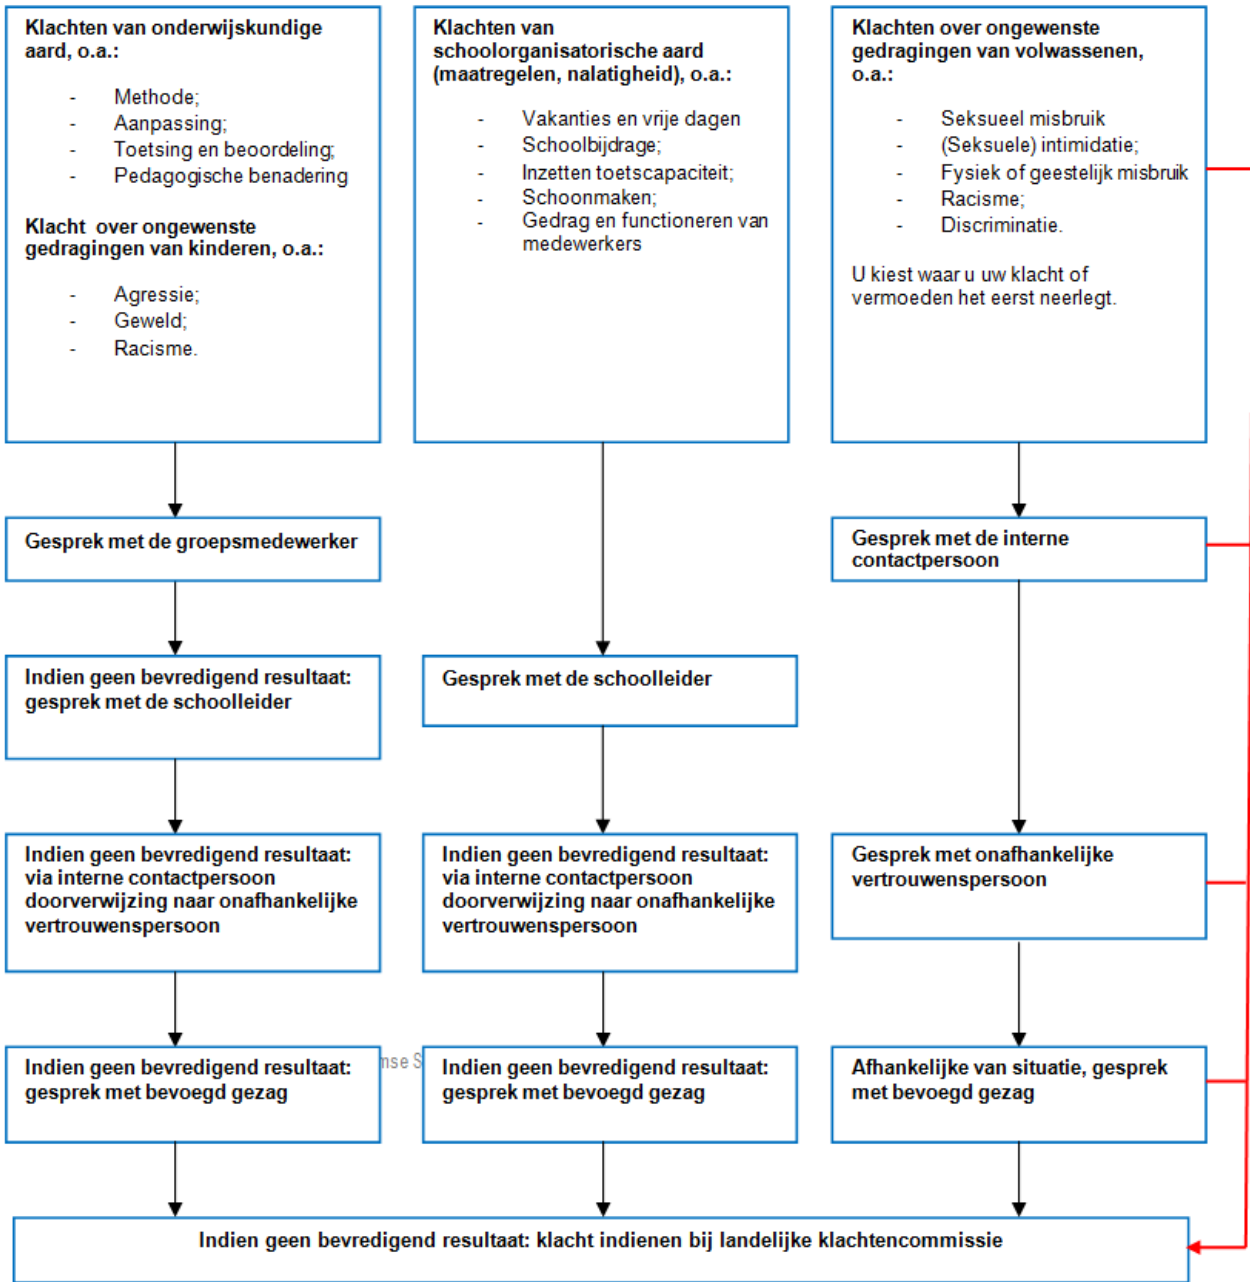 Klachten van onderwijskundige
aard, o.a.:
- Methode;
- Aanpassing;
- Toetsing en beoordeling;
- Pedagogische benadering
Klacht over ongewenste
gedragingen van kinderen, o.a.:
- Agressie;
- Geweld;
- Racisme.
Klachten van
schoolorganisatorische aard
(maatregelen, nalatigheid), o.a.:
- Vakanties en vrije dagen
- Schoolbijdrage;
- Inzetten toetscapaciteit;
- Schoonmaken;
- Gedrag en functioneren van
medewerkers
Klachten over ongewenste
gedragingen van volwassenen,
o.a.:
- Seksueel misbruik
- (Seksuele) intimidatie;
- Fysiek of geestelijk misbruik
- Racisme;
- Discriminatie.
U kiest waar u uw klacht of
vermoeden het eerst neerlegt.
Gesprek met de groepsmedewerker
Gesprek met de interne
contactpersoon
Indien geen bevredigend resultaat:
gesprek met de schoolleider
Gesprek met de schoolleider
Indien geen bevredigend resultaat:
via interne contactpersoon
doorverwijzing naar onafhankelijke
vertrouwenspersoon
Indien geen bevredigend resultaat:
via interne contactpersoon
doorverwijzing naar onafhankelijke
vertrouwenspersoon
Gesprek met onafhankelijke
vertrouwenspersoon
Indien geen bevredigend resultaat:
gesprek met bevoegd gezag
Indien geen bevredigend resultaat:
gesprek met bevoegd gezag
Afhankelijke van situatie, gesprek
met bevoegd gezag
Indien geen bevredigend resultaat: klacht indienen bij landelijke klachtencommissie